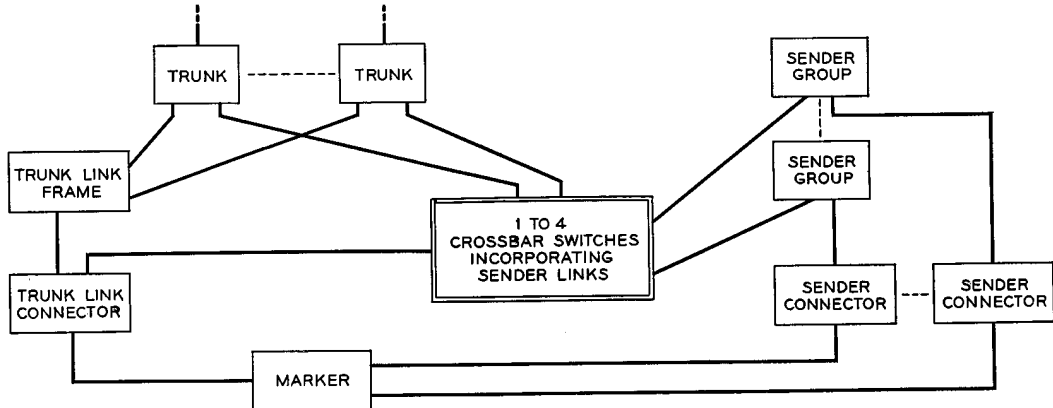 TRUNK
TRUNK
SENDER
GROUP
TRUNK LINK
FRAME
SENDER
GROUP
1 TO 4
CROSSBAR SWITCHES
INCORPORATING
SENDER LINKS
TRUNK LINK
CONNECTOR
SENDER
CONNECTOR
SENDER
CONNECTOR
MARKER